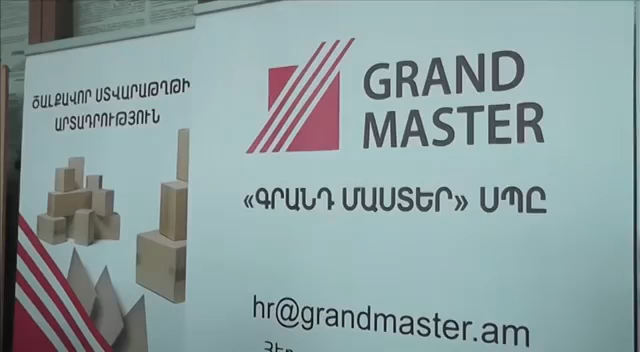 ԾԱԼՔԱՎՈՐ ՍՏՎԱՐԱԹՂԹԻ
ԱՐՏԱԴՐՈՒԹՅՈՒՆ
GRAND
MASTER
«ԳՐԱՆԴ ՄԱՍՏԵՐ» ՍՊԸ
hr@grandmaster.am